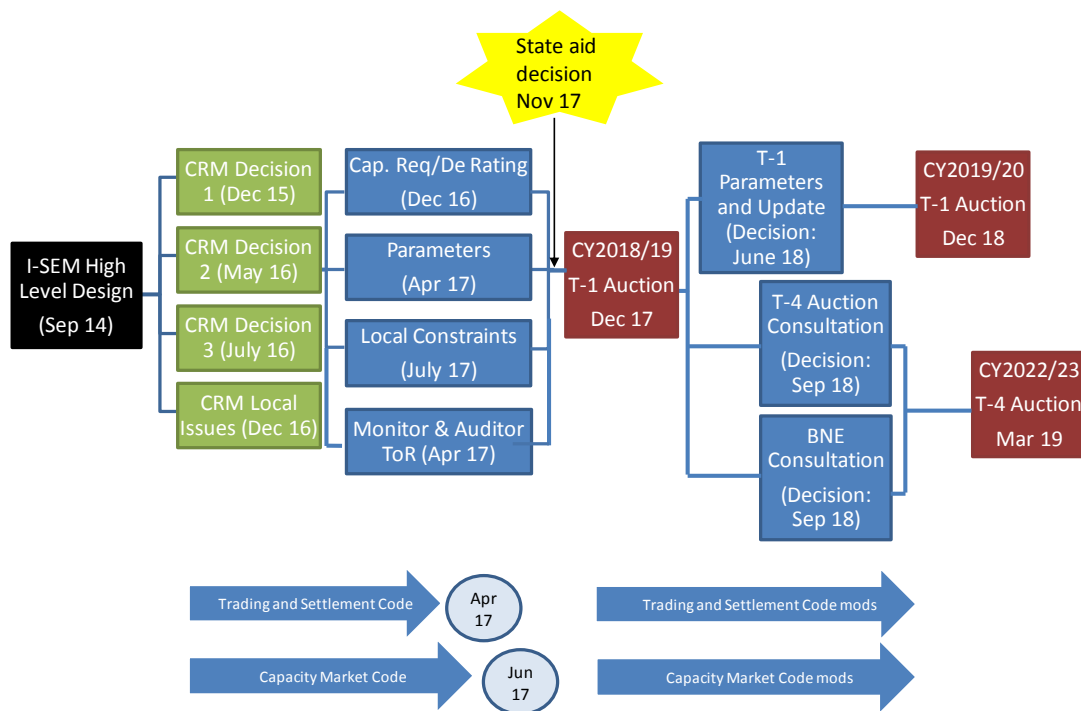 State aid
decision
Nov 17
I-SEM High
Level Design
(Sep 14)
CRM Decision
1 (Dec 15)
CRM Decision
2 (May 16)
CRM Decision
3 (July 16)
CRM Local
Issues (Dec 16)
Cap. Req/De Rating
(Dec 16)
Parameters
(Apr 17)
Local Constraints
(July 17)
Monitor & Auditor
ToR (Apr 17)
CY2018/19
T-1 Auction
Dec 17
T-1
Parameters
and Update
(Decision:
June 18)
T-4 Auction
Consultation
(Decision:
Sep 18)
BNE
Consultation
(Decision:
Sep 18)
CY2019/20
T-1 Auction
Dec 18
CY2022/23
T-4 Auction
Mar 19
Trading and Settlement Code
Apr
17
Trading and Settlement Code mods
Capacity Market Code
Jun
17
Capacity Market Code mods